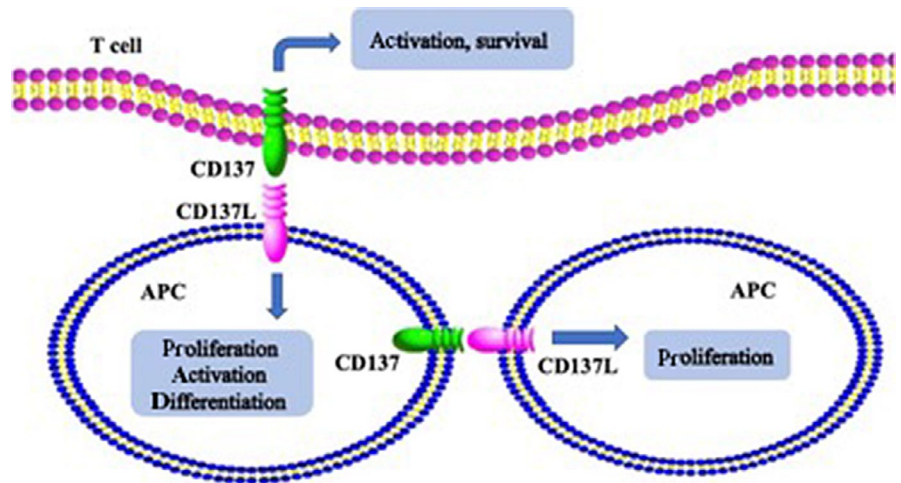 T cell
Activation, survival
CD137
CD137L
APC
Proliferation
Activation
Differentiation
CD137
CD137L
APC
Proliferation